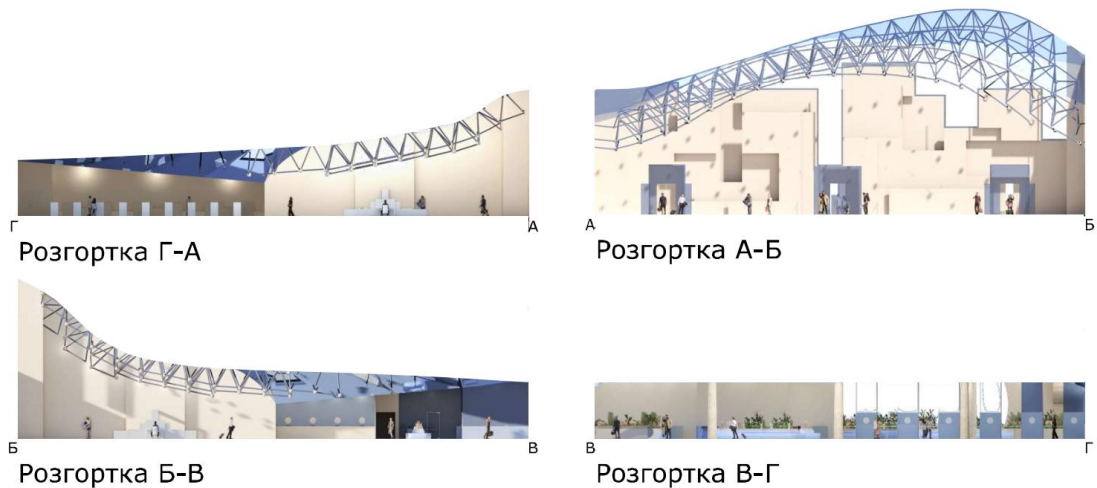 Г
А
Розгортка Г-А
А
Б
Розгортка А-Б
Б
В
Розгортка Б-В
В
Г
Розгортка В-Г